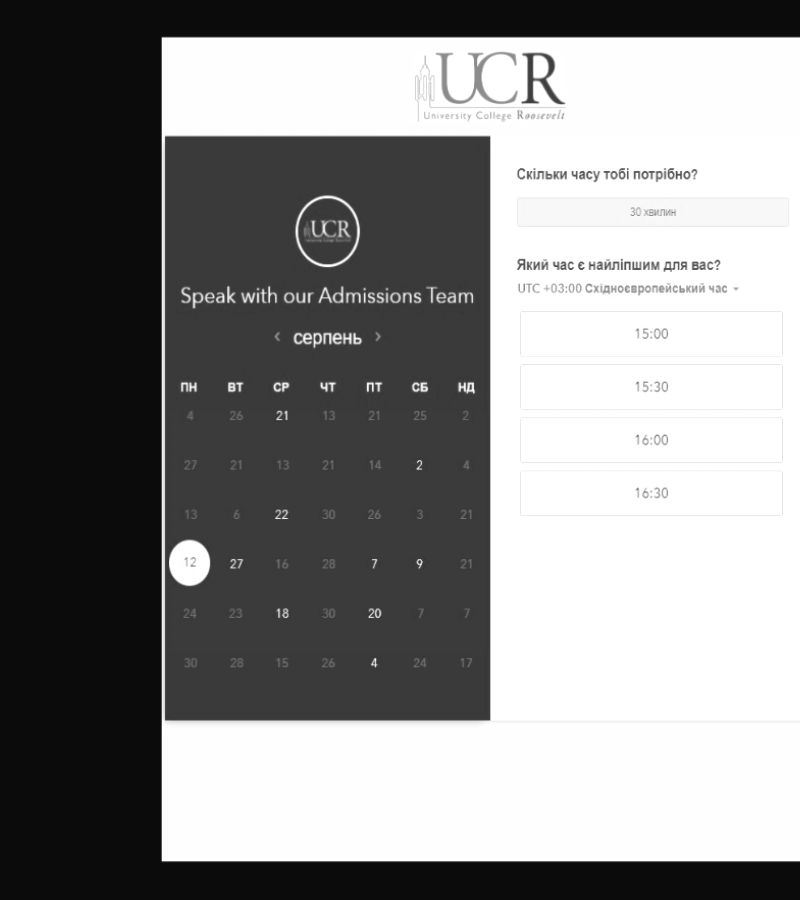 UCR
University College Roosevelt
UCR
Speak with our Admissions Team
серпень
ПН ВТ СР ЧТ ПТ СБ НД
4 26 21 13 21 25 2
27 21 13 21 14 2 4
13 6 22 30 26 3 21
12 27 16 28 7 9 21
24 23 18 30 20 7 7
30 28 15 26 4 24 17
Скільки часу тобі потрібно?
30 хвилин
Який час є найліпшим для вас?
UTC +03:00 Східноєвропейський час
15:00
15:30
16:00
16:30